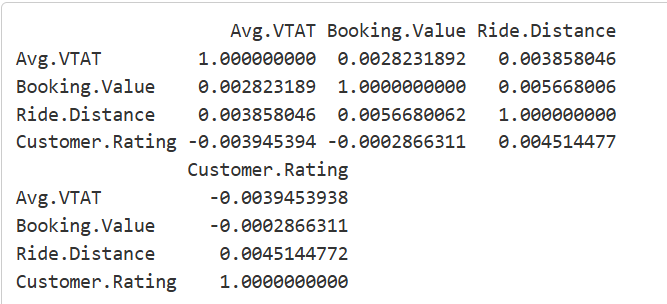 Avg.VTAT Booking.Value Ride.Distance
Avg.VTAT 1.000000000 0.0028231892 0.003858046
Booking.Value 0.002823189 1.0000000000 0.005668006
Ride.Distance 0.003858046 0.0056680062 1.000000000
Customer.Rating -0.003945394 -0.0002866311 0.004514477
Customer.Rating
Avg.VTAT -0.0039453938
Booking.Value -0.0002866311
Ride.Distance 0.0045144772
Customer.Rating 1.0000000000